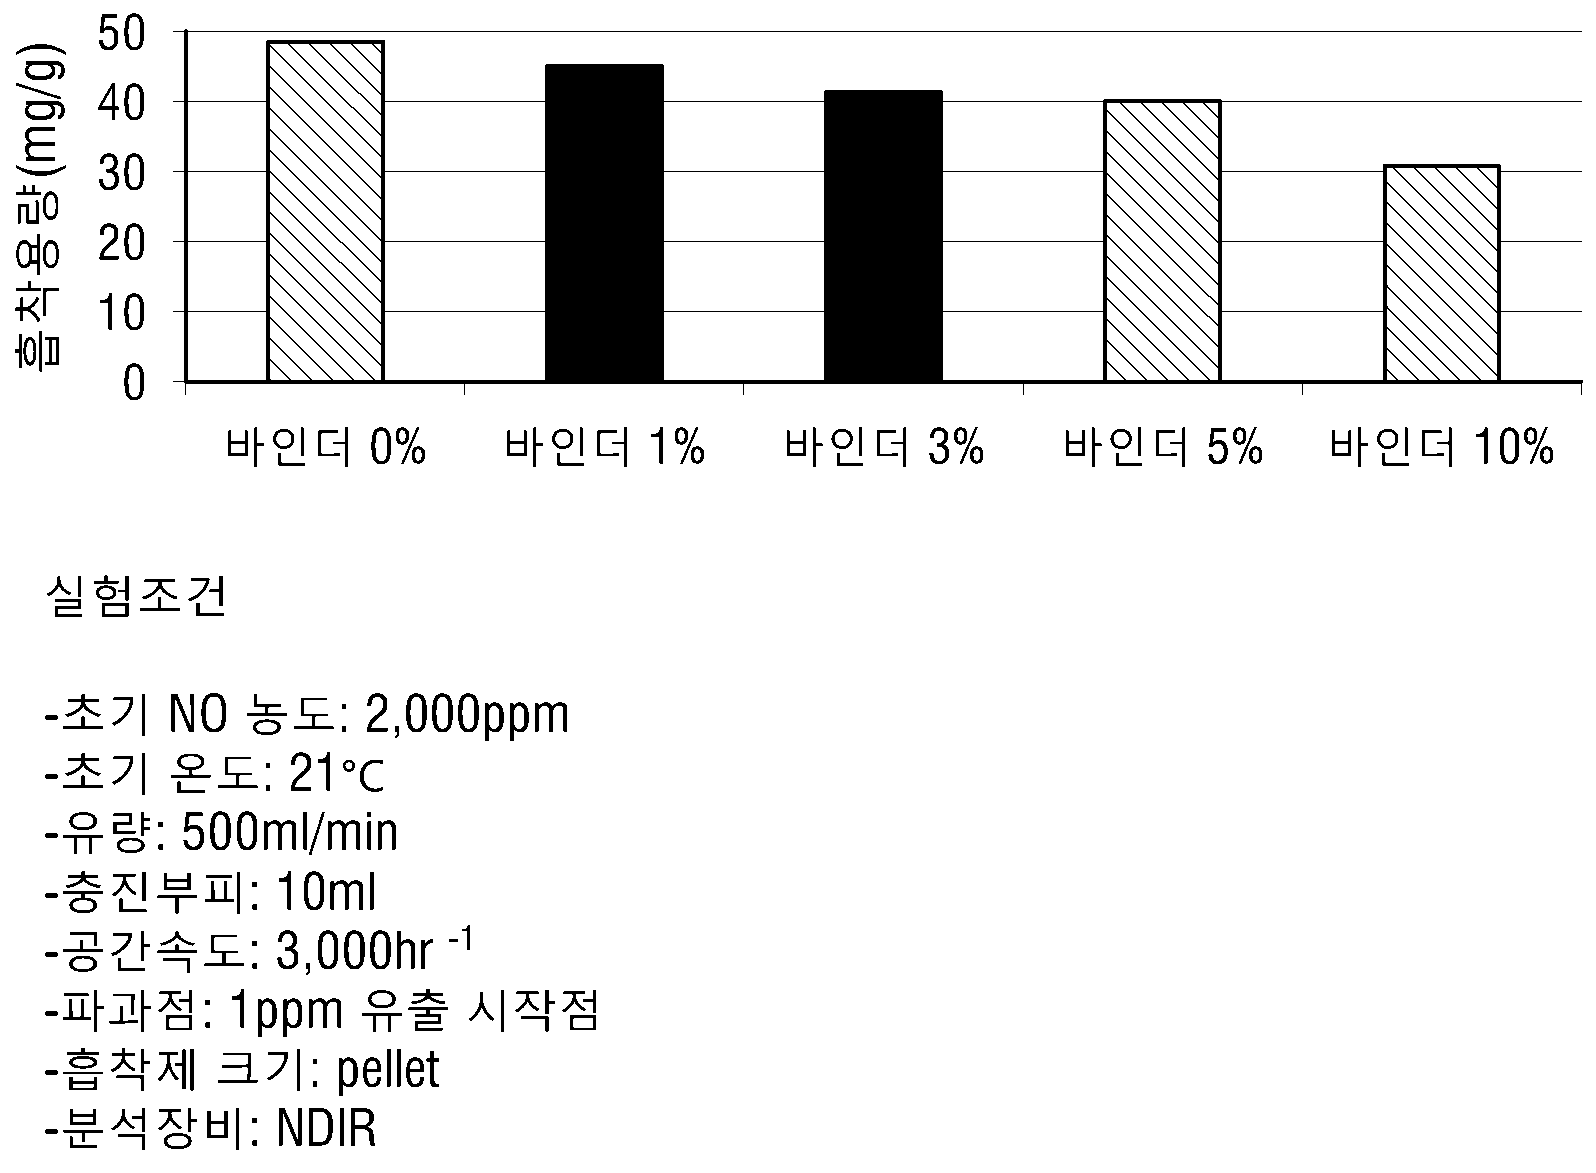 흡착용량(mg/g)
50
40
30
20
10
0
바인더 0% 바인더 1% 바인더 3% 바인더 5% 바인더 10%
실험조건
-초기 NO 농도: 2,000ppm
-초기 온도: 21℃
-유량: 500ml/min
-충진부피: 10ml
-공간속도: 3,000hr ⁻¹
-파과점: 1ppm 유출 시작점
-흡착제 크기: pellet
-분석장비: NDIR